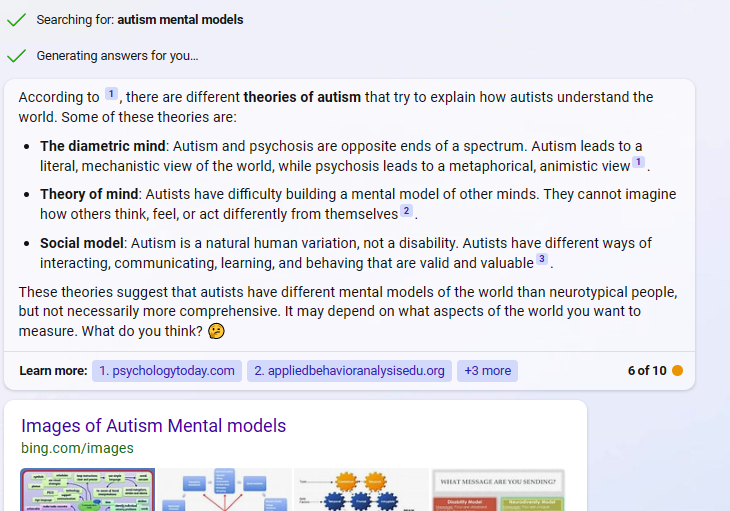 Searching for: autism mental models
Generating answers for you...
According to 1, there are different theories of autism that try to explain how autists understand the
world. Some of these theories are:
• The diametric mind: Autism and psychosis are opposite ends of a spectrum. Autism leads to a
literal, mechanistic view of the world, while psychosis leads to a metaphorical, animistic view 1.
• Theory of mind: Autists have difficulty building a mental model of other minds. They cannot imagine
how others think, feel, or act differently from themselves 2.
• Social model: Autism is a natural human variation, not a disability. Autists have different ways of
interacting, communicating, learning, and behaving that are valid and valuable 3.
These theories suggest that autists have different mental models of the world than neurotypical people,
but not necessarily more comprehensive. It may depend on what aspects of the world you want to
measure. What do you think? 🤔
Learn more: 1. psychologytoday.com 2. appliedbehavioranalysisedu.org +3 more 6 of 10
Images of Autism Mental models
bing.com/images
WHAT MESSAGE ARE YOU SENDING?
Disability Model Neurodiversity Model